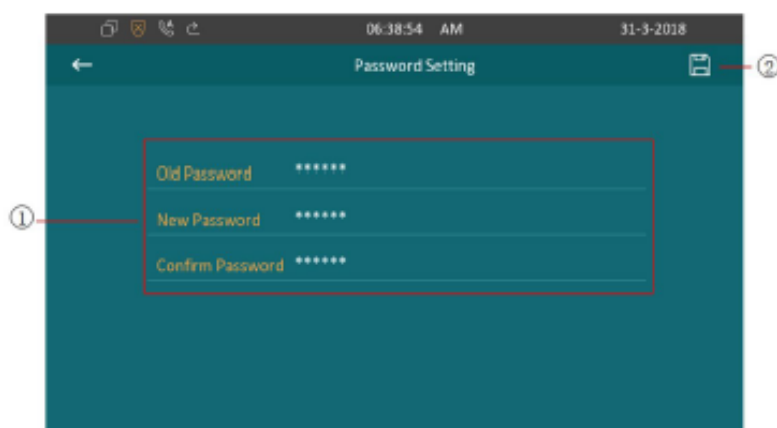 06:38:54 AM 31-3-2018
Password Setting
②
Old Password ******
①
New Password ******
Confirm Password ******